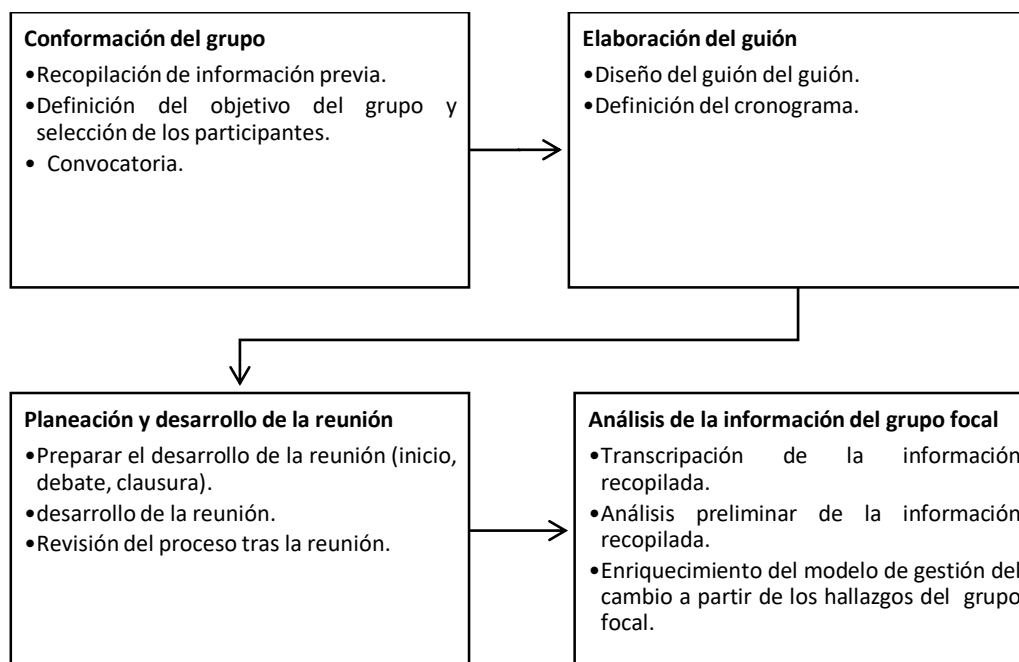 Conformación del grupo
•Recopilación de información previa.
•Definición del objetivo del grupo y
selección de los participantes.
• Convocatoria.
Elaboración del guión
•Diseño del guión del guión.
•Definición del cronograma.
Planeación y desarrollo de la reunión
•Preparar el desarrollo de la reunión (inicio,
debate, clausura).
•desarrollo de la reunión.
•Revisión del proceso tras la reunión.
Análisis de la información del grupo focal
•Transcripación de la información
recopilada.
•Análisis preliminar de la información
recopilada.
•Enriquecimiento del modelo de gestión del
cambio a partir de los hallazgos del grupo
focal.